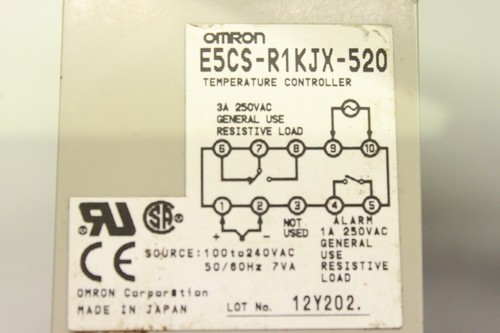 OMRON
E5CS-R1KJX-520
TEMPERATURE CONTROLLER
3A 250VAC
GENERAL USE
RESISTIVE LOAD
6 7 8 9 10
1 2 3 4 5
+ -
NOT
USED
ALARM
1A 250VAC
GENERAL
USE
RESISTIVE
LOAD
SOURCE:100to240VAC
50/60Hz 7VA
OMRON Corporation
MADE IN JAPAN
LOT No. 12Y202.